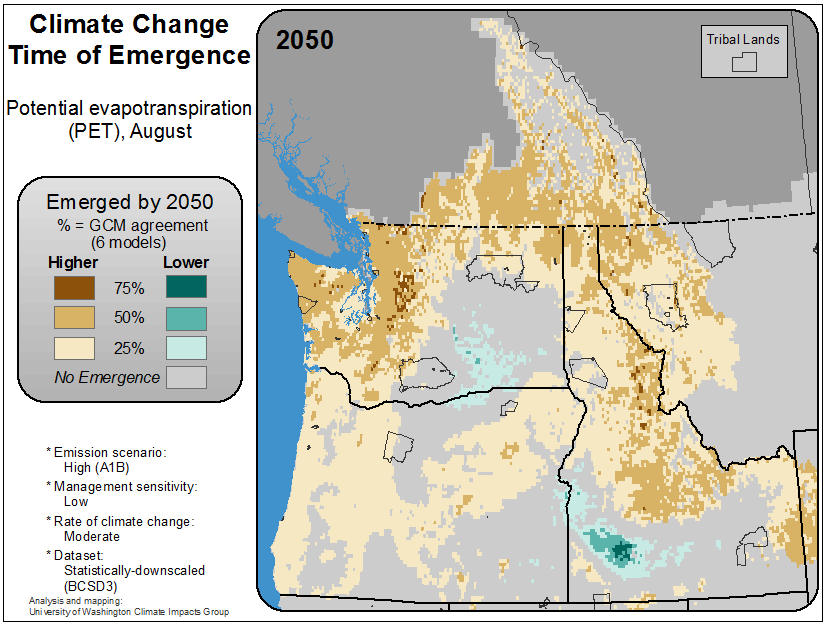 Climate Change
Time of Emergence
Potential evapotranspiration
(PET), August
Emerged by 2050
% = GCM agreement
(6 models)
Higher
Lower
75%
50%
25%
No Emergence
* Emission scenario:
High (A1B)
* Management sensitivity:
Low
* Rate of climate change:
Moderate
* Dataset:
Statistically-downscaled
(BCSD3)
Analysis and mapping:
University of Washington Climate Impacts Group
2050
Tribal Lands